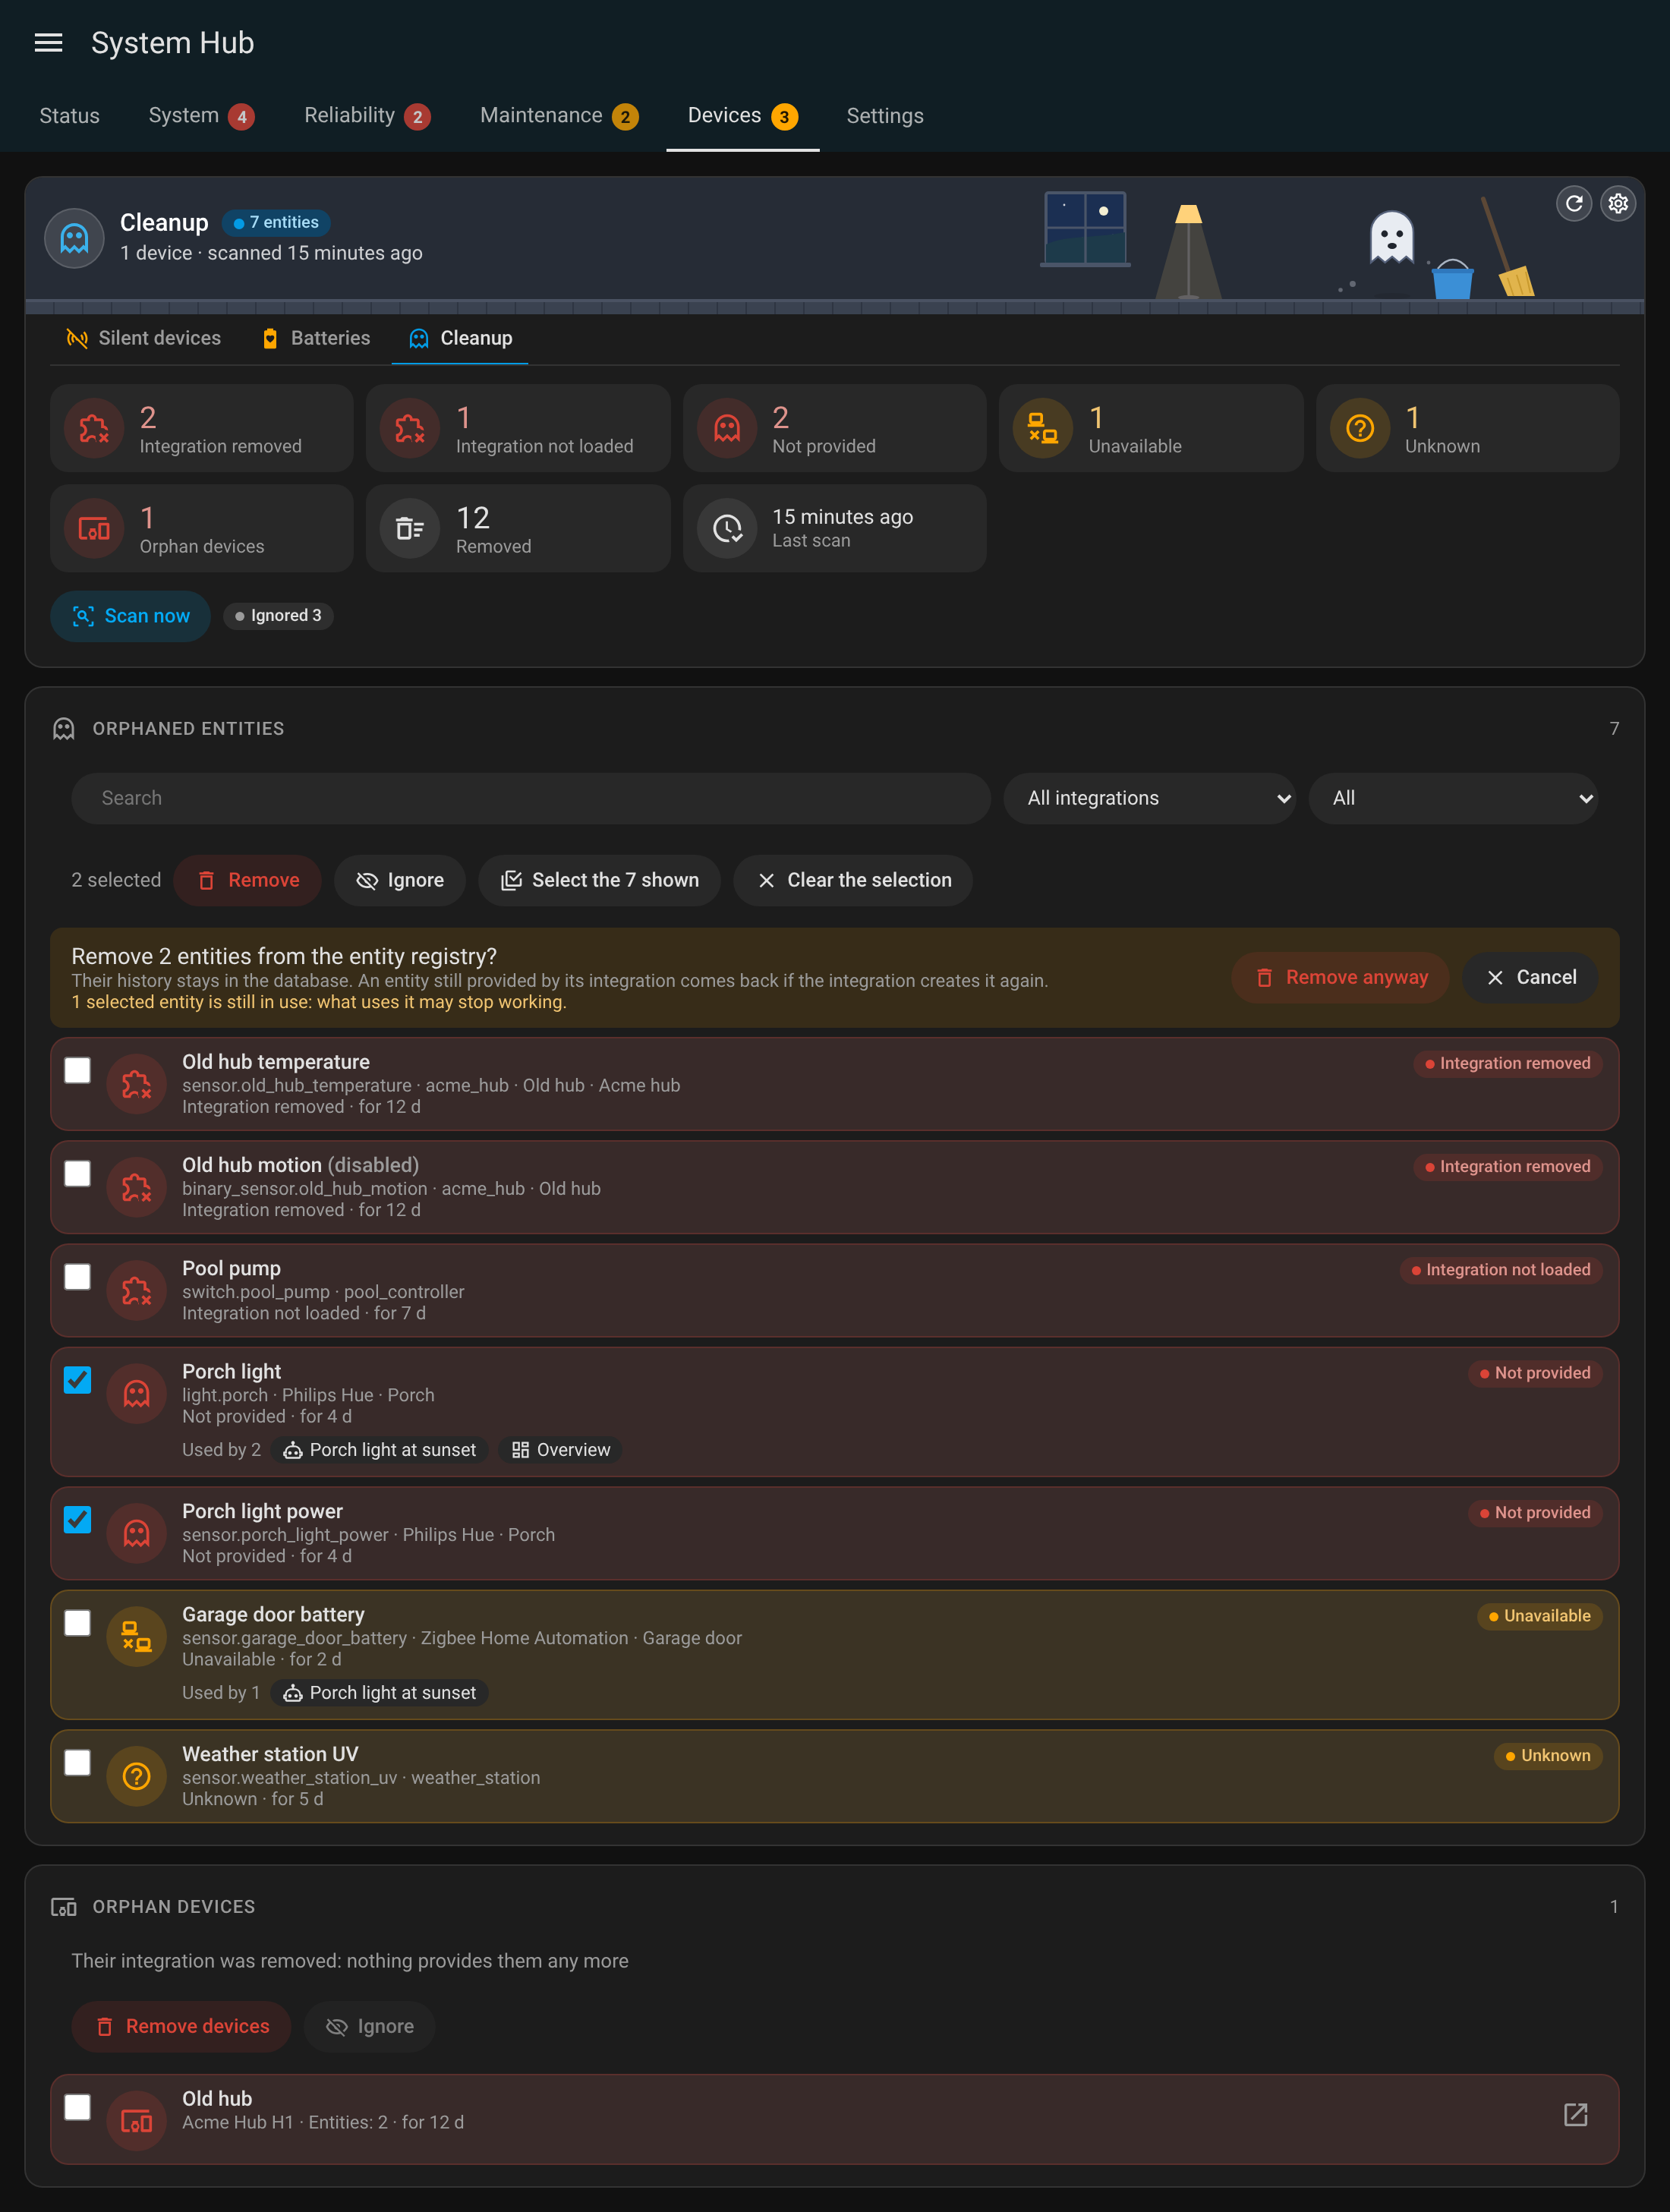 System Hub
Status
System 4
Reliability 2
Maintenance 2
Devices 3
Settings
Cleanup
7 entities
1 device · scanned 15 minutes ago
Silent devices
Batteries
Cleanup
2
Integration removed
1
Integration not loaded
2
Not provided
1
Unavailable
1
Unknown
1
Orphan devices
12
Removed
15 minutes ago
Last scan
Scan now
Ignored 3
ORPHANED ENTITIES
7
Search
All integrations
All
2 selected
Remove
Ignore
Select the 7 shown
Clear the selection
Remove 2 entities from the entity registry?
Their history stays in the database. An entity still provided by its integration comes back if the integration creates it again.
1 selected entity is still in use: what uses it may stop working.
Remove anyway
Cancel
Old hub temperature
sensor.old_hub_temperature · acme_hub · Old hub · Acme hub
Integration removed · for 12 d
Integration removed
Old hub motion (disabled)
binary_sensor.old_hub_motion · acme_hub · Old hub
Integration removed · for 12 d
Integration removed
Pool pump
switch.pool_pump · pool_controller
Integration not loaded · for 7 d
Integration not loaded
Porch light
light.porch · Philips Hue · Porch
Not provided · for 4 d
Used by 2
Porch light at sunset
Overview
Not provided
Porch light power
sensor.porch_light_power · Philips Hue · Porch
Not provided · for 4 d
Not provided
Garage door battery
sensor.garage_door_battery · Zigbee Home Automation · Garage door
Unavailable · for 2 d
Used by 1
Porch light at sunset
Unavailable
Weather station UV
sensor.weather_station_uv · weather_station
Unknown · for 5 d
Unknown
ORPHAN DEVICES
1
Their integration was removed: nothing provides them any more
Remove devices
Ignore
Old hub
Acme Hub H1 · Entities: 2 · for 12 d